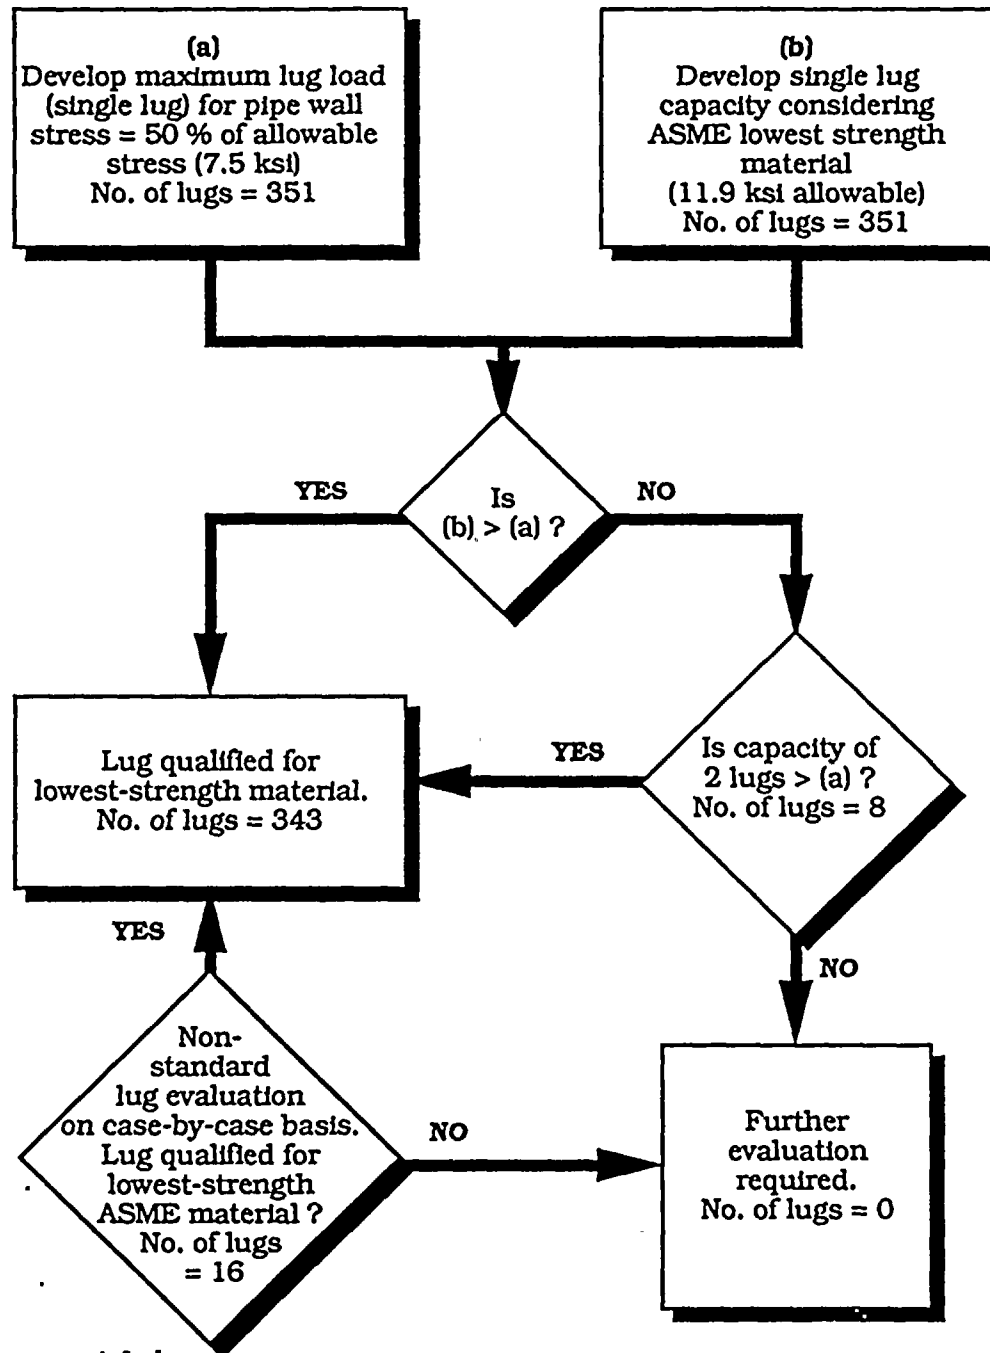 (a)
Develop maximum lug load
(single lug) for pipe wall
stress = 50 % of allowable
stress (7.5 ksi)
No. of lugs = 351
(b)
Develop single lug
capacity considering
ASME lowest strength
material
(11.9 ksi allowable)
No. of lugs = 351
Is
(b) > (a) ?
YES
NO
Is capacity of
2 lugs > (a) ?
No. of lugs = 8
YES
NO
Lug qualified for
lowest-strength material.
No. of lugs = 343
YES
Non-
standard
lug evaluation
on case-by-case basis.
Lug qualified for
lowest-strength
ASME material ?
No. of lugs
= 16
NO
Further
evaluation
required.
No. of lugs = 0